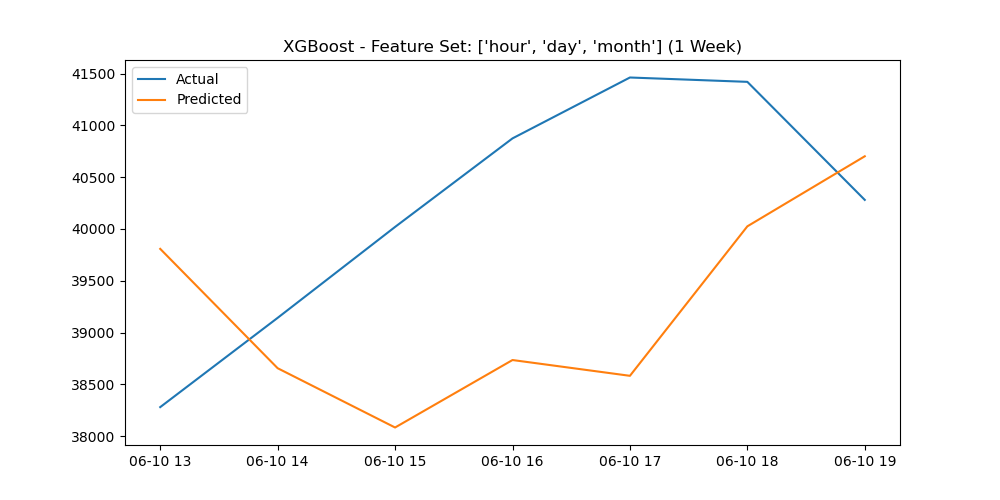 XGBoost - Feature Set: ['hour', 'day', 'month'] (1 Week)
Actual
Predicted
41500
41000
40500
40000
39500
39000
38500
38000
06-10 13 06-10 14 06-10 15 06-10 16 06-10 17 06-10 18 06-10 19